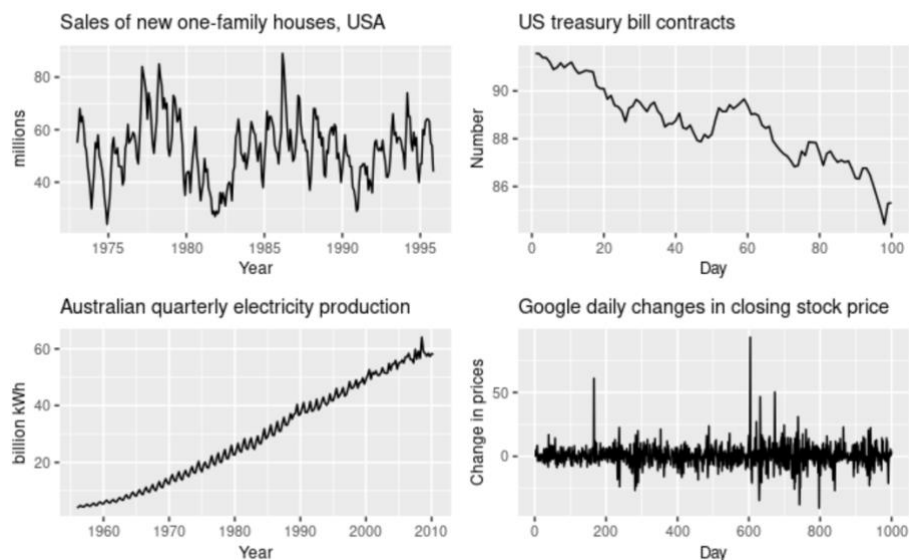 Sales of new one-family houses, USA
millions
80
60
40
1975 1980 1985 1990 1995
Year
US treasury bill contracts
Number
90
88
86
0 20 40 60 80 100
Day
Australian quarterly electricity production
billion kWh
60
40
20
1960 1970 1980 1990 2000 2010
Year
Google daily changes in closing stock price
Change in prices
50
0
0 200 400 600 800 1000
Day